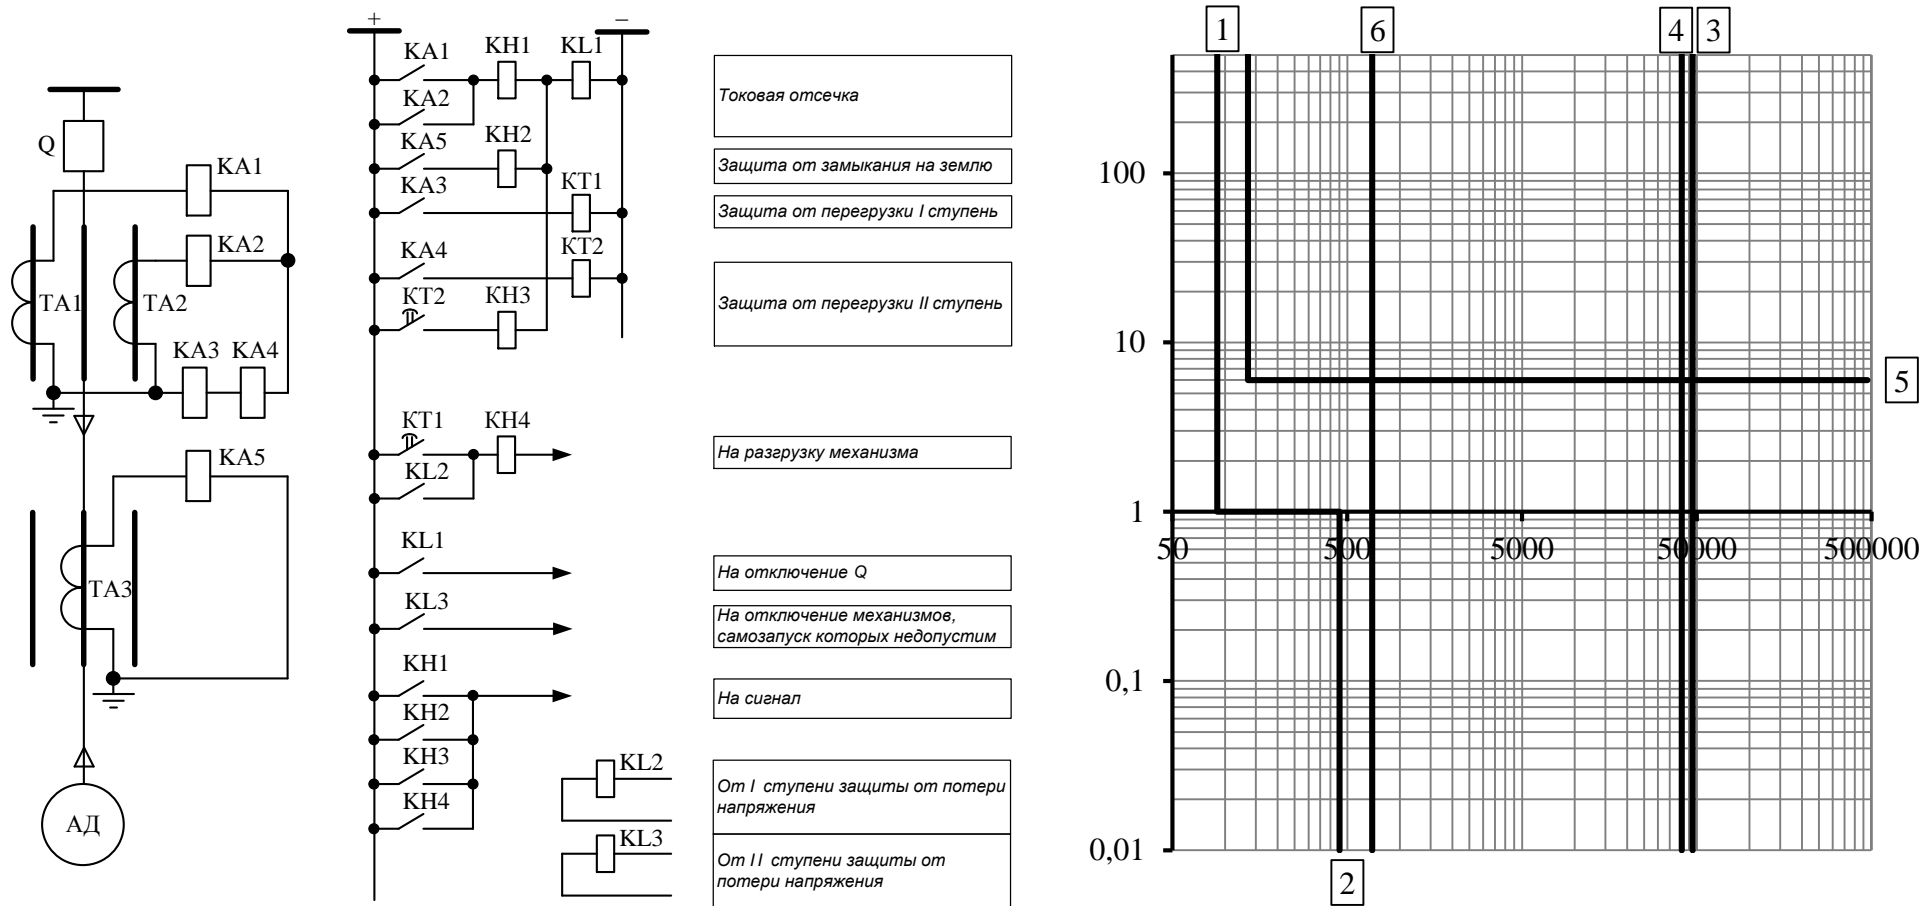 Q
KA1
KA2
TA1
TA2
KA3
KA4
KA5
TA3
АД
+
−
KA1
KH1
KL1
KA2
KA5
KH2
KA3
КТ1
KA4
КТ2
КТ2
KH3
КТ1
KH4
KL2
KL1
KL3
KH1
KH2
KH3
KH4
KL2
KL3
Токовая отсечка
Защита от замыкания на землю
Защита от перегрузки I ступень
Защита от перегрузки II ступень
На разгрузку механизма
На отключение Q
На отключение механизмов,
самозапуск которых недопустим
На сигнал
От I ступени защиты от потери
напряжения
От II ступени защиты от
потери напряжения
1
6
4
3
100
10
5
1
50
500
5000
50000
500000
0,1
0,01
2